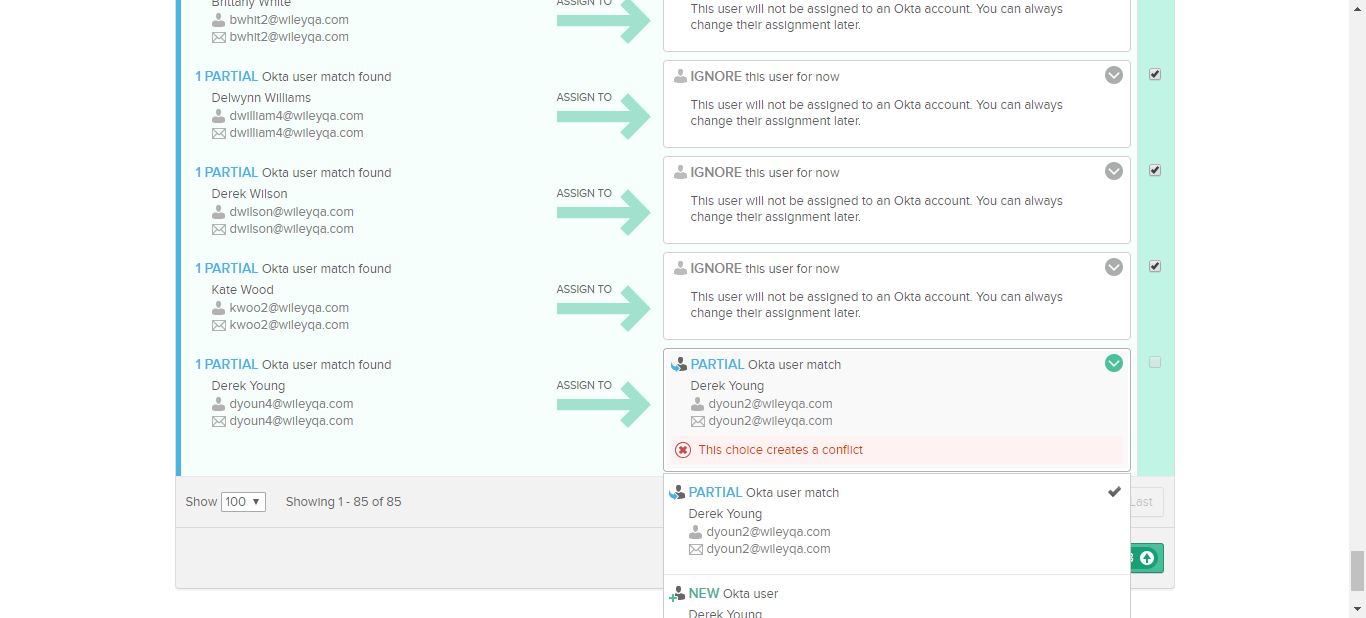 Brittany White
bwhit2@wileyqa.com
bwhit2@wileyqa.com
ASSIGN TO
This user will not be assigned to an Okta account. You can always
change their assignment later.
1 PARTIAL Okta user match found
Delwynn Williams
dwilliam4@wileyqa.com
dwilliam4@wileyqa.com
ASSIGN TO
IGNORE this user for now
This user will not be assigned to an Okta account. You can always
change their assignment later.
1 PARTIAL Okta user match found
Derek Wilson
dwilson@wileyqa.com
dwilson@wileyqa.com
ASSIGN TO
IGNORE this user for now
This user will not be assigned to an Okta account. You can always
change their assignment later.
1 PARTIAL Okta user match found
Kate Wood
kwoo2@wileyqa.com
kwoo2@wileyqa.com
ASSIGN TO
IGNORE this user for now
This user will not be assigned to an Okta account. You can always
change their assignment later.
1 PARTIAL Okta user match found
Derek Young
dyoun4@wileyqa.com
dyoun4@wileyqa.com
ASSIGN TO
PARTIAL Okta user match
Derek Young
dyoun2@wileyqa.com
dyoun2@wileyqa.com
This choice creates a conflict
PARTIAL Okta user match
Derek Young
dyoun2@wileyqa.com
dyoun2@wileyqa.com
NEW Okta user
Derek Young
Show 100 Showing 1 - 85 of 85
Last